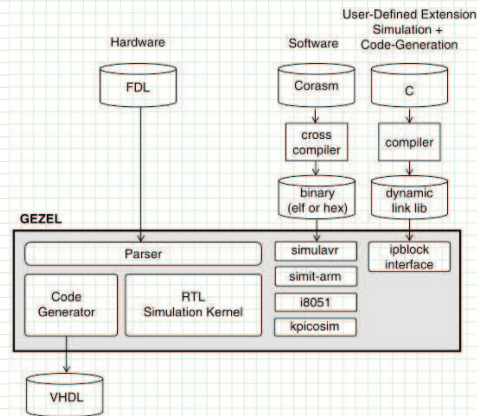 User-Defined Extension
Simulation +
Code-Generation
Hardware
Software
FDL
Corasm
C
cross
compiler
compiler
binary
(elf or hex)
dynamic
link lib
GEZEL
Parser
simulavr
ipblock
interface
simit-arm
Code
Generator
RTL
Simulation Kernel
i8051
kpicosim
VHDL